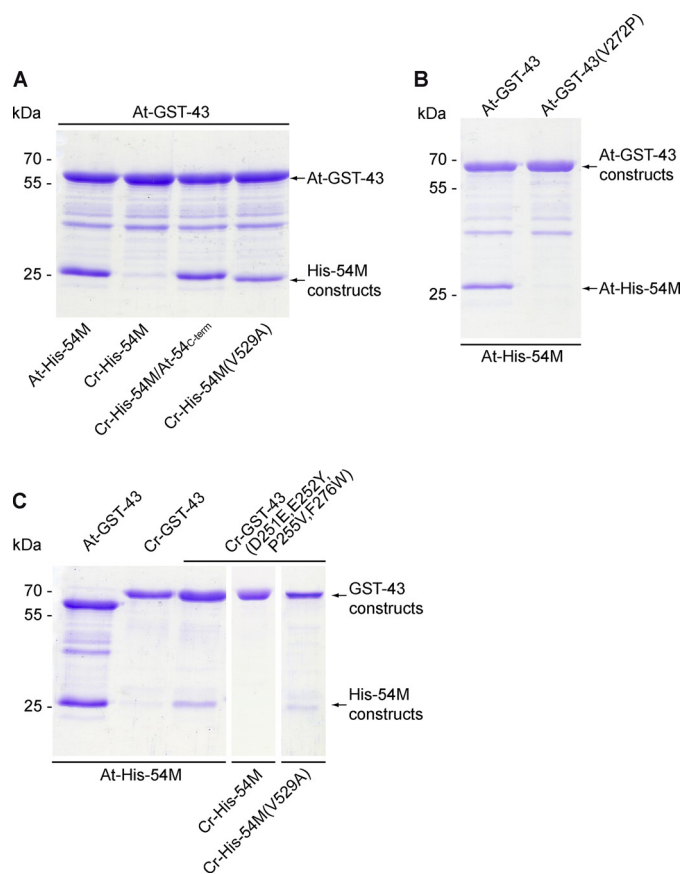 A
kDa
At-GST-43
70 -
55 -
25 -
At-GST-43
His-54M
constructs
At-His-54M
Cr-His-54M
Cr-His-54M/At-54C-term
Cr-His-54M(V529A)
B
kDa
At-GST-43
At-GST-43(V272P)
70 -
55 -
25 -
At-GST-43
constructs
At-His-54M
At-His-54M
C
kDa
At-GST-43
Cr-GST-43
Cr-GST-43
(D251E,E252Y,
P255V,F276W)
70 -
55 -
25 -
GST-43
constructs
His-54M
constructs
At-His-54M
Cr-His-54M
Cr-His-54M(V529A)